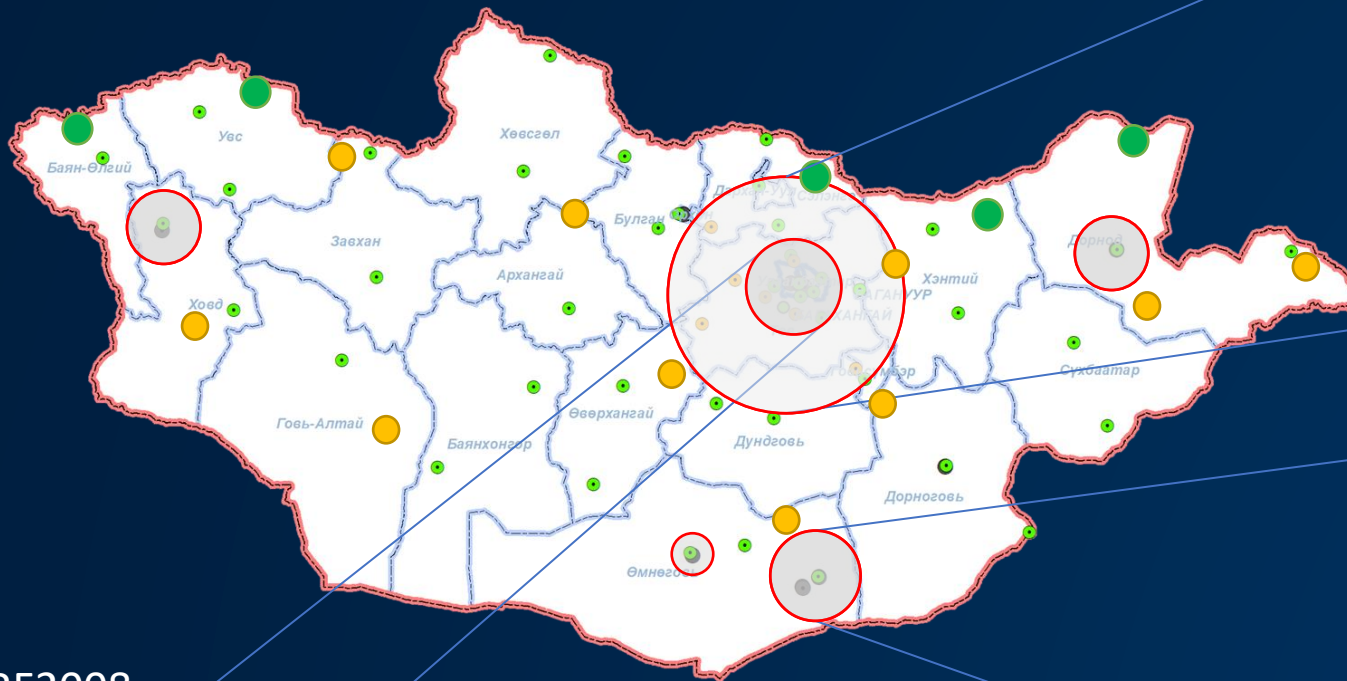 Баян-Өлгий
Увс
Хөвсгөл
Завхан
Булган
Архангай
Ховд
Хэнтий
Дорнод
Сүхбаатар
Говь-Алтай
Баянхонгор
Өвөрхангай
Дундговь
Дорноговь
Өмнөговь